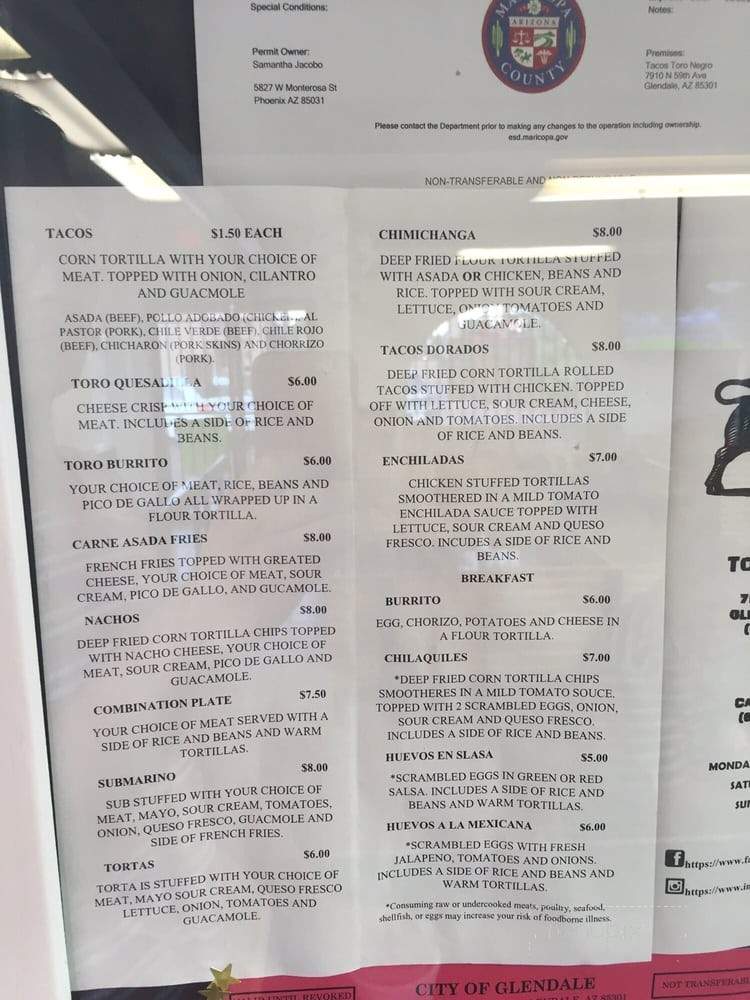 Special Conditions:
Notes:
Permit Owner:
Samantha Jacobo
5827 W Monterosa St
Phoenix AZ 85031
ARIZONA
COUNTY
Premises:
Tacos Toro Negro
7910 N 59th Ave
Glendale, AZ 85301
Please contact the Department prior to making any changes to the operation including ownership.
esd.maricopa.gov
NON-TRANSFERABLE AND
TACOS $1.50 EACH
CORN TORTILLA WITH YOUR CHOICE OF
MEAT. TOPPED WITH ONION, CILANTRO
AND GUACMOLE
ASADA (BEEF), POLLO ADOBADO (CHICKEN), AL
PASTOR (PORK), CHILE VERDE (BEEF), CHILE ROJO
(BEEF), CHICHARON (PORK SKINS) AND CHORRIZO
(PORK).
TORO QUESADILLA $6.00
CHEESE CRISP WITH YOUR CHOICE OF
MEAT. INCLUDES A SIDE OF RICE AND
BEANS.
TORO BURRITO $6.00
YOUR CHOICE OF MEAT, RICE, BEANS AND
PICO DE GALLO ALL WRAPPED UP IN A
FLOUR TORTILLA.
CARNE ASADA FRIES $8.00
FRENCH FRIES TOPPED WITH GREATED
CHEESE, YOUR CHOICE OF MEAT, SOUR
CREAM, PICO DE GALLO, AND GUCAMOLE.
NACHOS $8.00
DEEP FRIED CORN TORTILLA CHIPS TOPPED
WITH NACHO CHEESE, YOUR CHOICE OF
MEAT, SOUR CREAM, PICO DE GALLO AND
GUACAMOLE.
COMBINATION PLATE $7.50
YOUR CHOICE OF MEAT SERVED WITH A
SIDE OF RICE AND BEANS AND WARM
TORTILLAS.
SUBMARINO $8.00
SUB STUFFED WITH YOUR CHOICE OF
MEAT, MAYO, SOUR CREAM, TOMATOES,
ONION, QUESO FRESCO, GUACMOLE AND
SIDE OF FRENCH FRIES.
TORTAS $6.00
TORTA IS STUFFED WITH YOUR CHOICE OF
MEAT, MAYO SOUR CREAM, QUESO FRESCO
LETTUCE, ONION, TOMATOES AND
GUACAMOLE.
CHIMICHANGA $8.00
DEEP FRIED FLOUR TORTILLA STUFFED
WITH ASADA OR CHICKEN, BEANS AND
RICE. TOPPED WITH SOUR CREAM,
LETTUCE, ONION TOMATOES AND
GUACAMOLE.
TACOS DORADOS $8.00
DEEP FRIED CORN TORTILLA ROLLED
TACOS STUFFED WITH CHICKEN. TOPPED
OFF WITH LETTUCE, SOUR CREAM, CHEESE,
ONION AND TOMATOES. INCLUDES A SIDE
OF RICE AND BEANS.
ENCHILADAS $7.00
CHICKEN STUFFED TORTILLAS
SMOOTHERED IN A MILD TOMATO
ENCHILADA SAUCE TOPPED WITH
LETTUCE, SOUR CREAM AND QUESO
FRESCO. INCUDES A SIDE OF RICE AND
BEANS.
BREAKFAST
BURRITO $6.00
EGG, CHORIZO, POTATOES AND CHEESE IN
A FLOUR TORTILLA.
CHILAQUILES $7.00
*DEEP FRIED CORN TORTILLA CHIPS
SMOOTHERES IN A MILD TOMATO SOUCE.
TOPPED WITH 2 SCRAMBLED EGGS, ONION,
SOUR CREAM AND QUESO FRESCO.
INCLUDES A SIDE OF RICE AND BEANS.
HUEVOS EN SLASA $5.00
*SCRAMBLED EGGS IN GREEN OR RED
SALSA. INCLUDES A SIDE OF RICE AND
BEANS AND WARM TORTILLAS.
HUEVOS A LA MEXICANA $6.00
*SCRAMBLED EGGS WITH FRESH
JALAPENO, TOMATOES AND ONIONS.
INCLUDES A SIDE OF RICE AND BEANS AND
WARM TORTILLAS.
*Consuming raw or undercooked meats, poultry, seafood,
shellfish, or eggs may increase your risk of foodborne illness.
TO
MONDA
SAT
SU
https://www.f
https://www.in
CITY OF GLENDALE
VALID UNTIL REVOKED
NOT TRANSFERAB